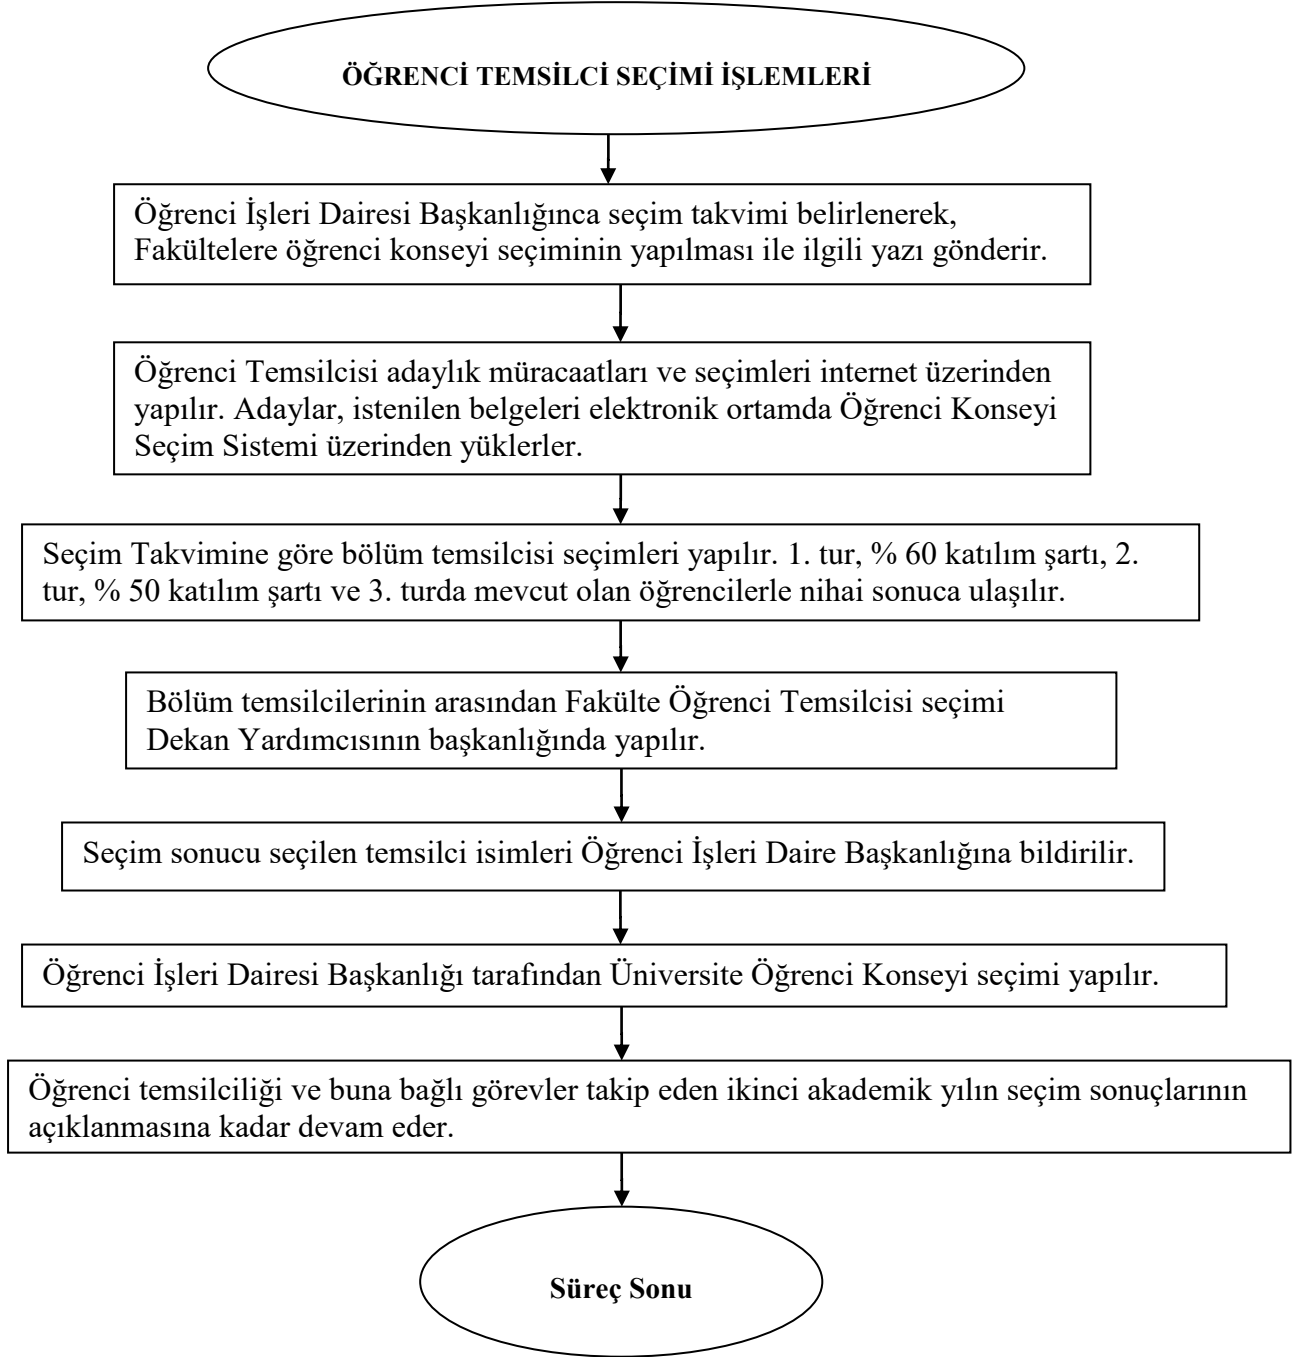 ÖĞRENCİ TEMSİLCİ SEÇİMİ İŞLEMLERİ
Öğrenci İşleri Dairesi Başkanlığınca seçim takvimi belirlenerek,
Fakültelere öğrenci konseyi seçiminin yapılması ile ilgili yazı gönderir.
Öğrenci Temsilcisi adaylık müracaatları ve seçimleri internet üzerinden
yapılır. Adaylar, istenilen belgeleri elektronik ortamda Öğrenci Konseyi
Seçim Sistemi üzerinden yüklerler.
Seçim Takvimine göre bölüm temsilcisi seçimleri yapılır. 1. tur, % 60 katılım şartı, 2.
tur, % 50 katılım şartı ve 3. turda mevcut olan öğrencilerle nihai sonuca ulaşılır.
Bölüm temsilcilerinin arasından Fakülte Öğrenci Temsilcisi seçimi
Dekan Yardımcısının başkanlığında yapılır.
Seçim sonucu seçilen temsilci isimleri Öğrenci İşleri Daire Başkanlığına bildirilir.
Öğrenci İşleri Dairesi Başkanlığı tarafından Üniversite Öğrenci Konseyi seçimi yapılır.
Öğrenci temsilciliği ve buna bağlı görevler takip eden ikinci akademik yılın seçim sonuçlarının
açıklanmasına kadar devam eder.
Süreç Sonu